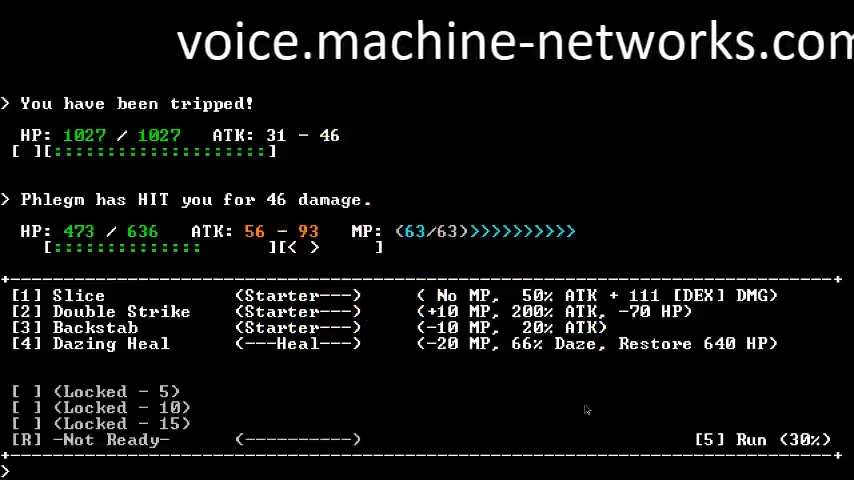 voice.machine-networks.com
> You have been tripped!
HP: 1027 / 1027 ATK: 31 - 46
[ ][::::::::::::::::::::]
> Phlegm has HIT you for 46 damage.
HP: 473 / 636 ATK: 56 - 93 MP: (63/63)>>>>>>>>>>
[:::::::::::::: ][< > ]
+------------------------------------------------------------------------------+
[1] Slice (Starter---) ( No MP, 50% ATK + 111 [DEX] DMG)
[2] Double Strike (Starter---) (+10 MP, 200% ATK, -70 HP)
[3] Backstab (Starter---) (-10 MP, 20% ATK)
[4] Dazing Heal (---Heal---) (-20 MP, 66% Daze, Restore 640 HP)
[ ] (Locked - 5)
[ ] (Locked - 10)
[ ] (Locked - 15)
[R] -Not Ready- (----------) [5] Run (30%)
+------------------------------------------------------------------------------+
>